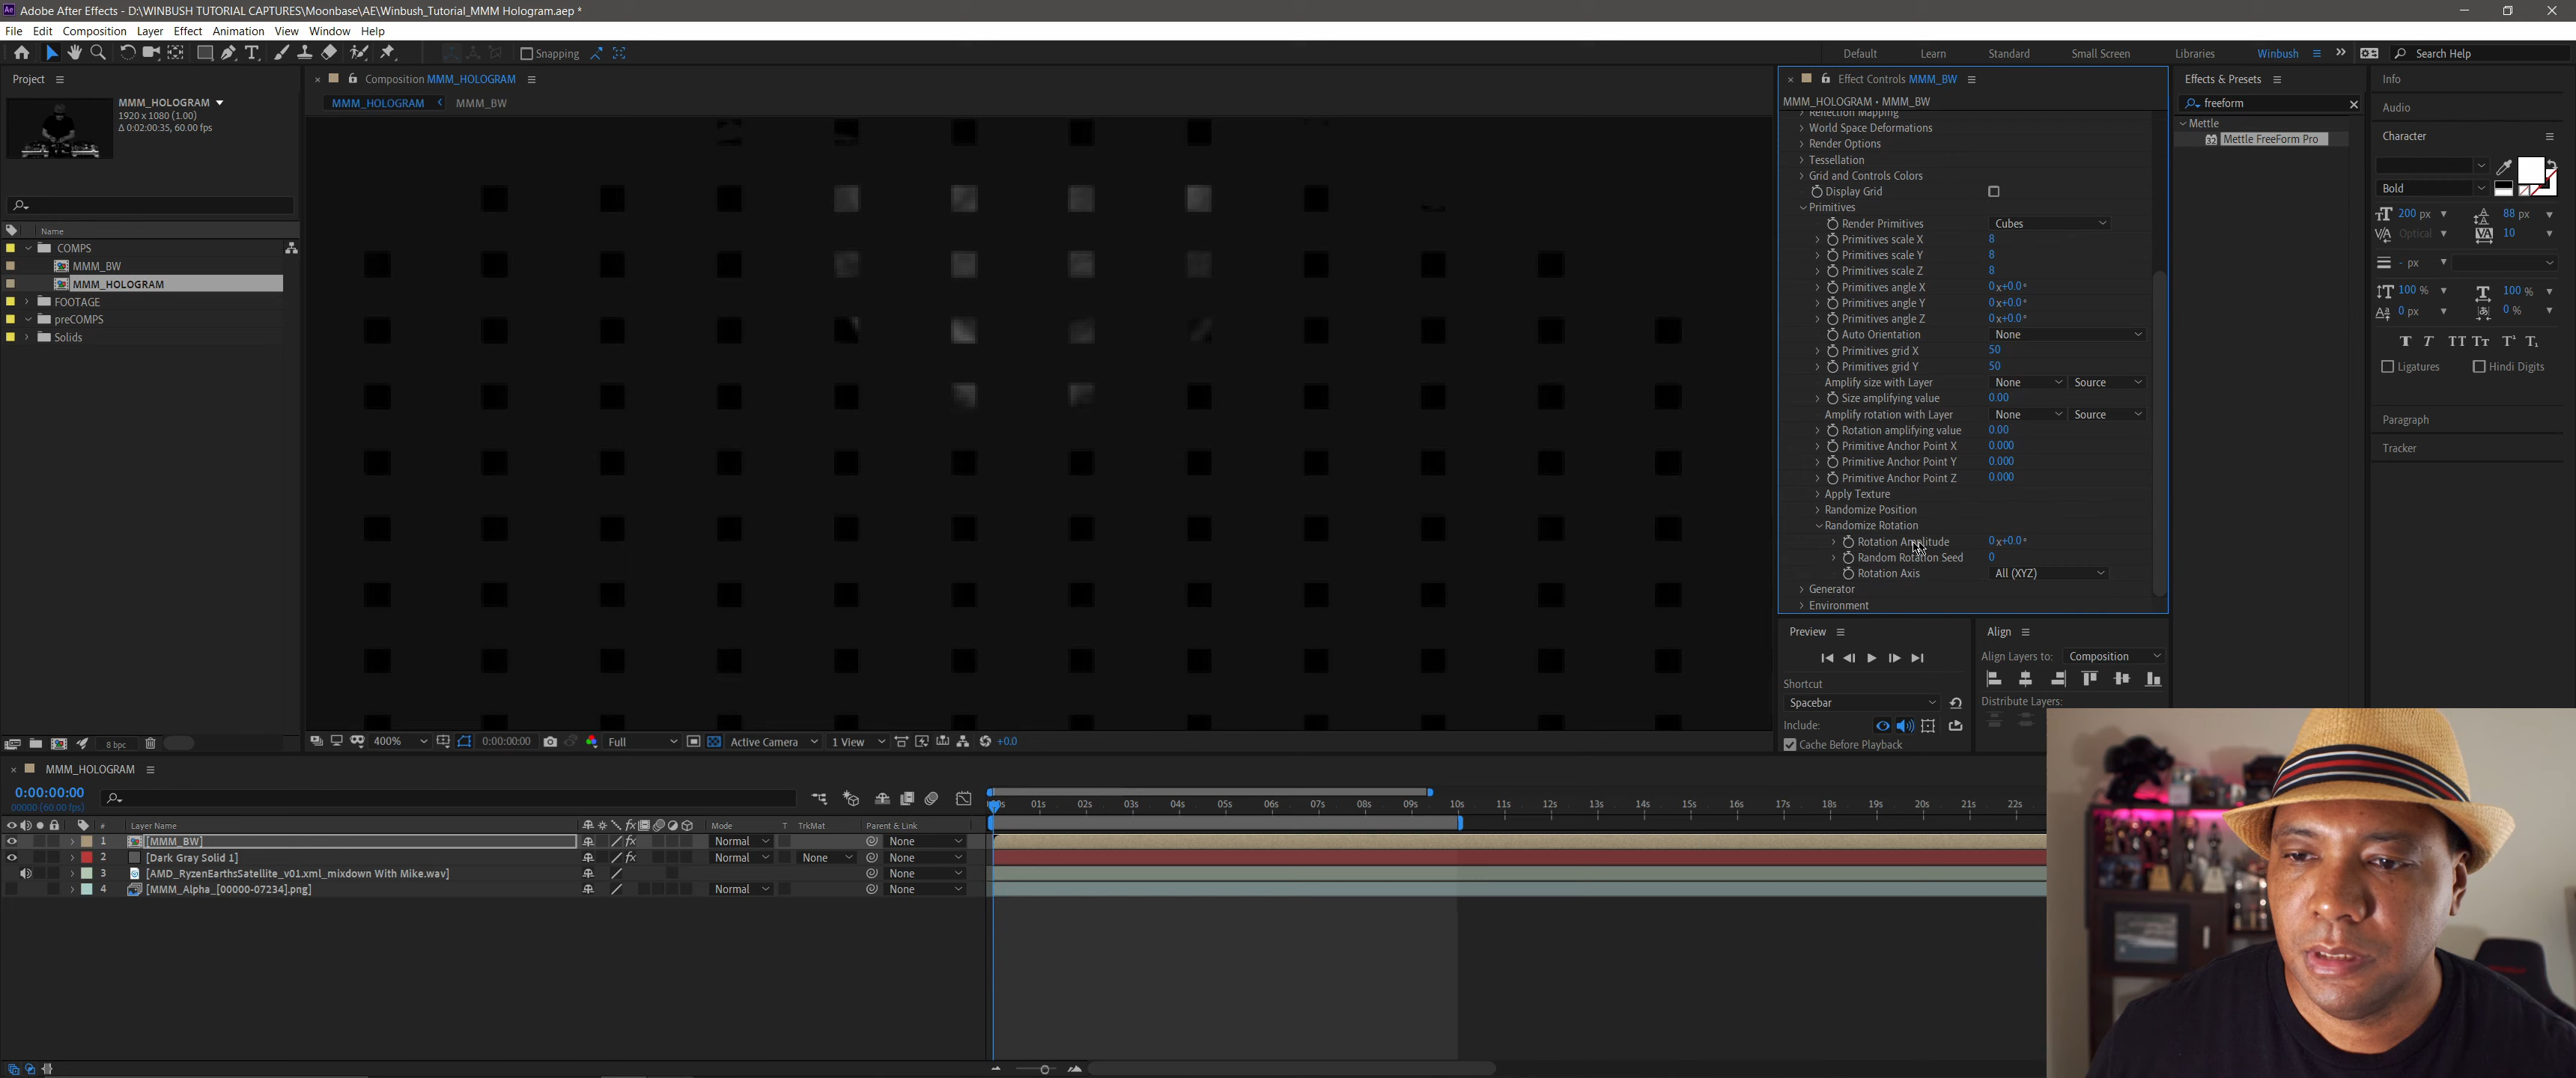 Adobe After Effects - D:\WINBUSH TUTORIAL CAPTURES\Moonbase\AE\Winbush_Tutorial_MMM Hologram.aep *
File Edit Composition Layer Effect Animation View Window Help
Snapping
Default Learn Standard Small Screen Libraries Winbush Search Help
Project
MMM_HOLOGRAM
1920 x 1080 (1.00)
Δ 0:02:00:35, 60.00 fps
Name
COMPS
MMM_BW
MMM_HOLOGRAM
FOOTAGE
preCOMPS
Solids
8 bpc
Composition MMM_HOLOGRAM
MMM_HOLOGRAM MMM_BW
400% 0:00:00:00 Full Active Camera 1 View +0.0
Effect Controls MMM_BW
MMM_HOLOGRAM • MMM_BW
Reflection Mapping
World Space Deformations
Render Options
Tessellation
Grid and Controls Colors
Display Grid
Primitives
Render Primitives Cubes
Primitives scale X 8
Primitives scale Y 8
Primitives scale Z 8
Primitives angle X 0x+0.0°
Primitives angle Y 0x+0.0°
Primitives angle Z 0x+0.0°
Auto Orientation None
Primitives grid X 50
Primitives grid Y 50
Amplify size with Layer None Source
Size amplifying value 0.00
Amplify rotation with Layer None Source
Rotation amplifying value 0.00
Primitive Anchor Point X 0.000
Primitive Anchor Point Y 0.000
Primitive Anchor Point Z 0.000
Apply Texture
Randomize Position
Randomize Rotation
Rotation Amplitude 0x+0.0°
Random Rotation Seed 0
Rotation Axis All (XYZ)
Generator
Environment
Preview
Shortcut
Spacebar
Include:
Cache Before Playback
Align
Align Layers to: Composition
Distribute Layers:
Effects & Presets
freeform
Mettle
32 Mettle FreeForm Pro
Info
Audio
Character
Bold
200 px 88 px
Optical 10
- px
100 % 100 %
0 px 0 %
T T TT Tт T¹ T₁
Ligatures Hindi Digits
Paragraph
Tracker
MMM_HOLOGRAM
0:00:00:00
00000 (60.00 fps)
# Layer Name Mode T TrkMat Parent & Link
1 [MMM_BW] Normal None
2 [Dark Gray Solid 1] Normal None None
3 [AMD_RyzenEarthsSatellite_v01.xml_mixdown With Mike.wav] None
4 [MMM_Alpha_[00000-07234].png] Normal None
01s 02s 03s 04s 05s 06s 07s 08s 09s 10s 11s 12s 13s 14s 15s 16s 17s 18s 19s 20s 21s 22s